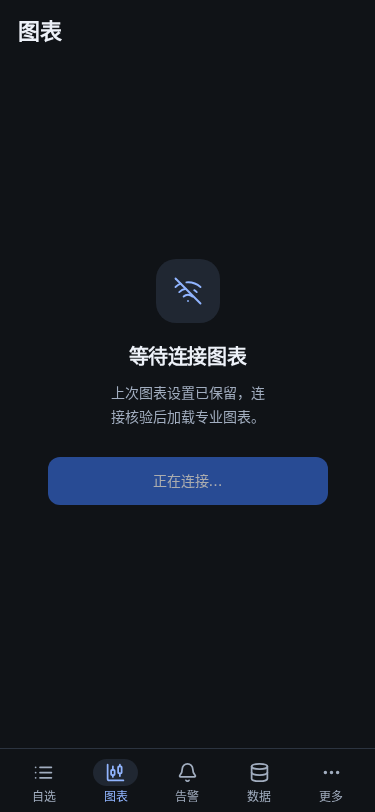 图表
等待连接图表
上次图表设置已保留，连
接核验后加载专业图表。
正在连接…
自选
图表
告警
数据
更多